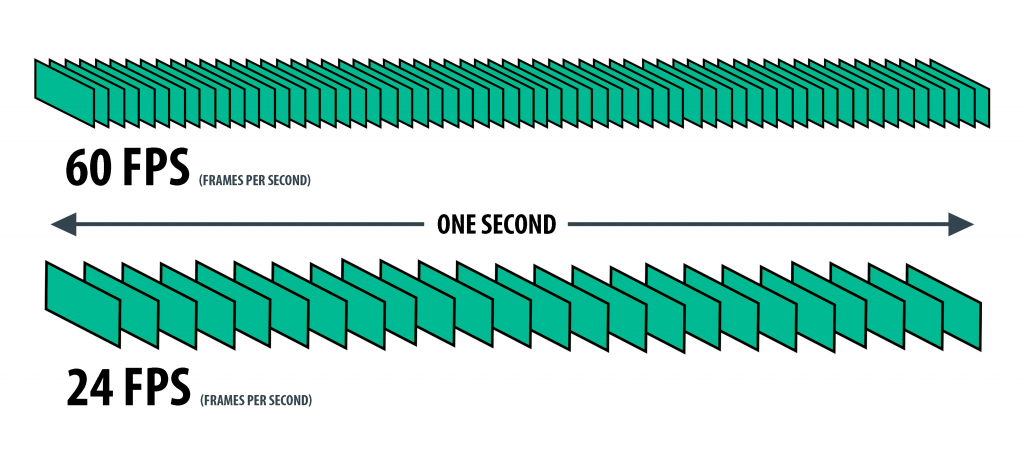 60 FPS (FRAMES PER SECOND)
ONE SECOND
24 FPS (FRAMES PER SECOND)